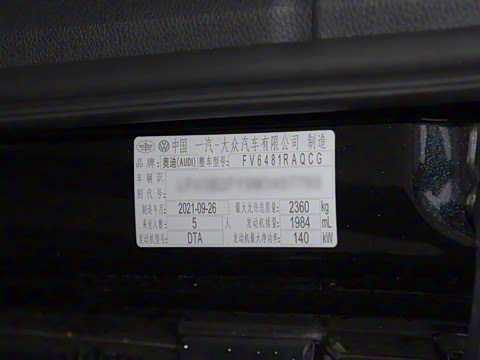 中国 一汽-大众汽车有限公司 制造
品牌: 奥迪(AUDI) 整车型号: FV6481RAQCG
车辆识
别代号:
制造年月: 2021-09-26 最大允许总质量: 2360 kg
乘坐人数: 5 人 发动机排量: 1984 mL
发动机型号: DTA 发动机最大净功率: 140 kW